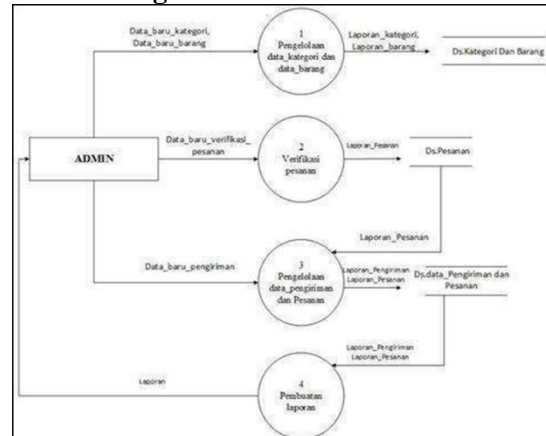 Data_baru_kategori,
Data_baru_barang
1
Pengelolaan
data_kategori dan
data_barang
Laporan_kategori,
Laporan_barang
Ds.Kategori Dan Barang
ADMIN
Data_baru_verifikasi_
pesanan
2
Verifikasi
pesanan
Laporan_Pesanan
Ds.Pesanan
Laporan_Pesanan
Data_baru_pengiriman
3
Pengelolaan
data_pengiriman
dan Pesanan
Laporan_Pengiriman
Laporan_Pesanan
Ds.data_Pengiriman dan
Pesanan
Laporan_Pengiriman
Laporan_Pesanan
Laporan
4
Pembuatan
laporan